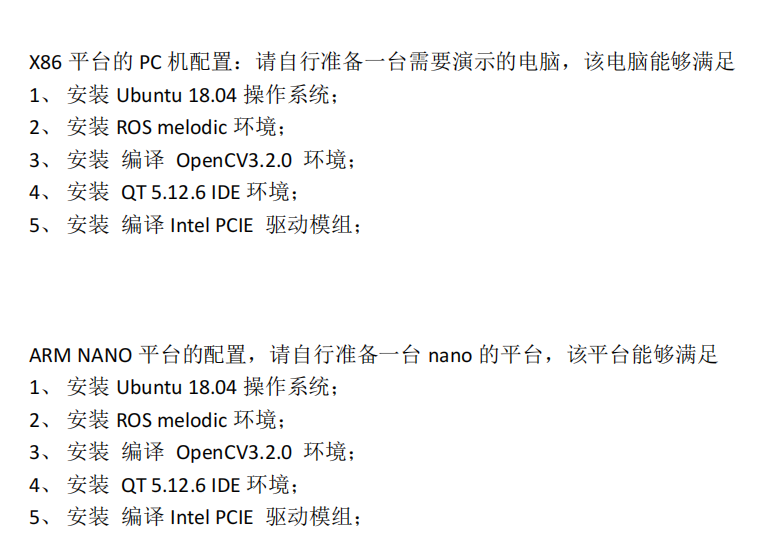 X86 平台的 PC 机配置：请自行准备一台需要演示的电脑，该电脑能够满足
1、 安装 Ubuntu 18.04 操作系统；
2、 安装 ROS melodic 环境；
3、 安装 编译 OpenCV3.2.0 环境；
4、 安装 QT 5.12.6 IDE 环境；
5、 安装 编译 Intel PCIE 驱动模组；
ARM NANO 平台的配置，请自行准备一台 nano 的平台，该平台能够满足
1、 安装 Ubuntu 18.04 操作系统；
2、 安装 ROS melodic 环境；
3、 安装 编译 OpenCV3.2.0 环境；
4、 安装 QT 5.12.6 IDE 环境；
5、 安装 编译 Intel PCIE 驱动模组；